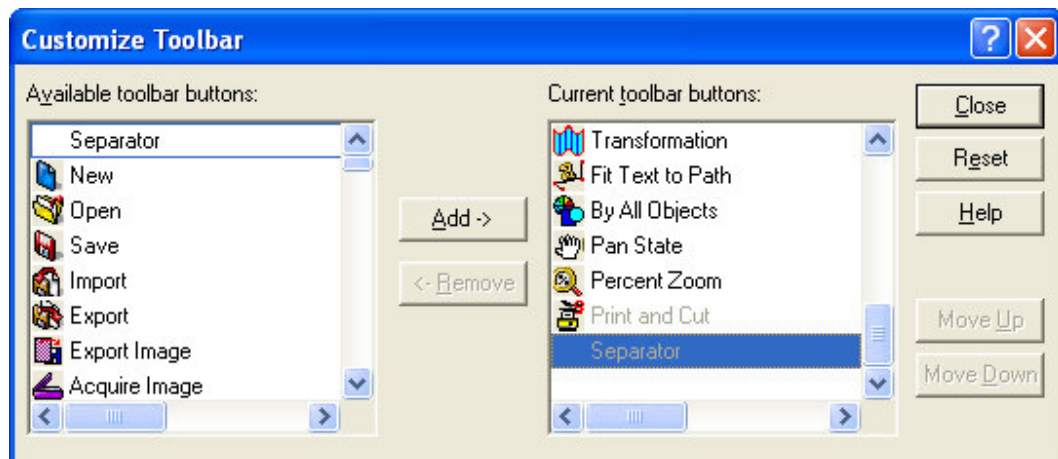 Customize Toolbar
Available toolbar buttons:
Separator
New
Open
Save
Import
Export
Export Image
Acquire Image
Add ->
<- Remove
Current toolbar buttons:
Transformation
Fit Text to Path
By All Objects
Pan State
Percent Zoom
Print and Cut
Separator
Close
Reset
Help
Move Up
Move Down